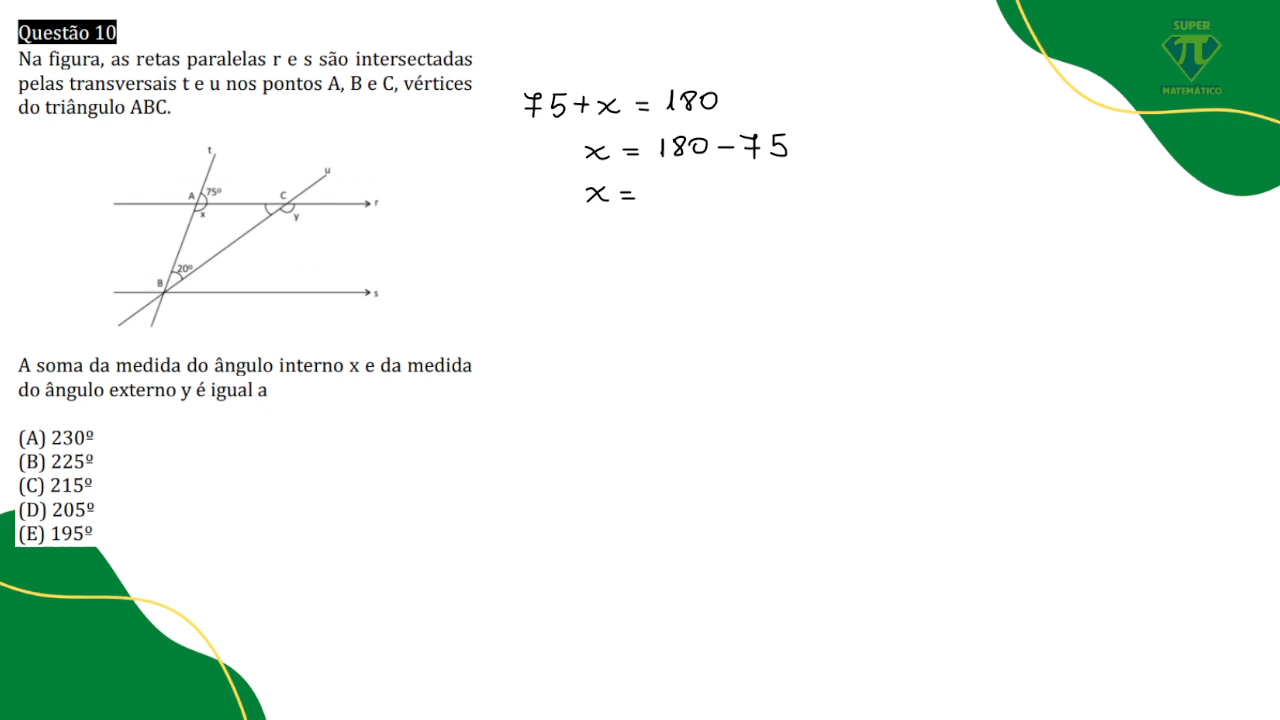 Questão 10
Na figura, as retas paralelas r e s são intersectadas
pelas transversais t e u nos pontos A, B e C, vértices
do triângulo ABC.
t
u
A 75º
C
r
x
y
20º
B
s
A soma da medida do ângulo interno x e da medida
do ângulo externo y é igual a
(A) 230º
(B) 225º
(C) 215º
(D) 205º
(E) 195º
75+x = 180
x = 180-75
x =
SUPER
π
MATEMÁTICO